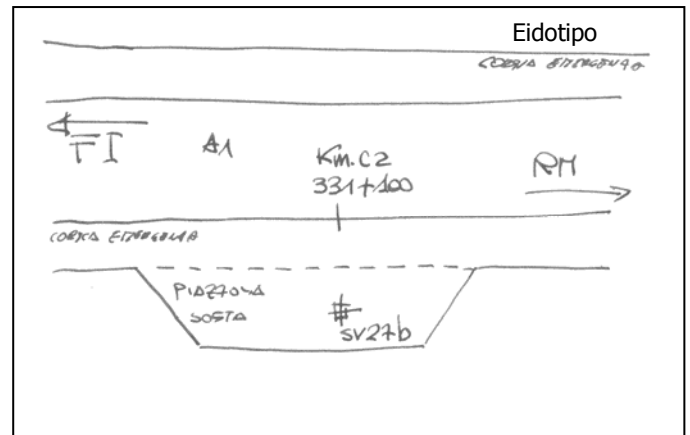 Eidotipo
CORSIA EMERGENZA
FI
A1
Km. C2
331+100
RM
CORSIA EMERGENZA
PIAZZOLA
SOSTA
SV27b